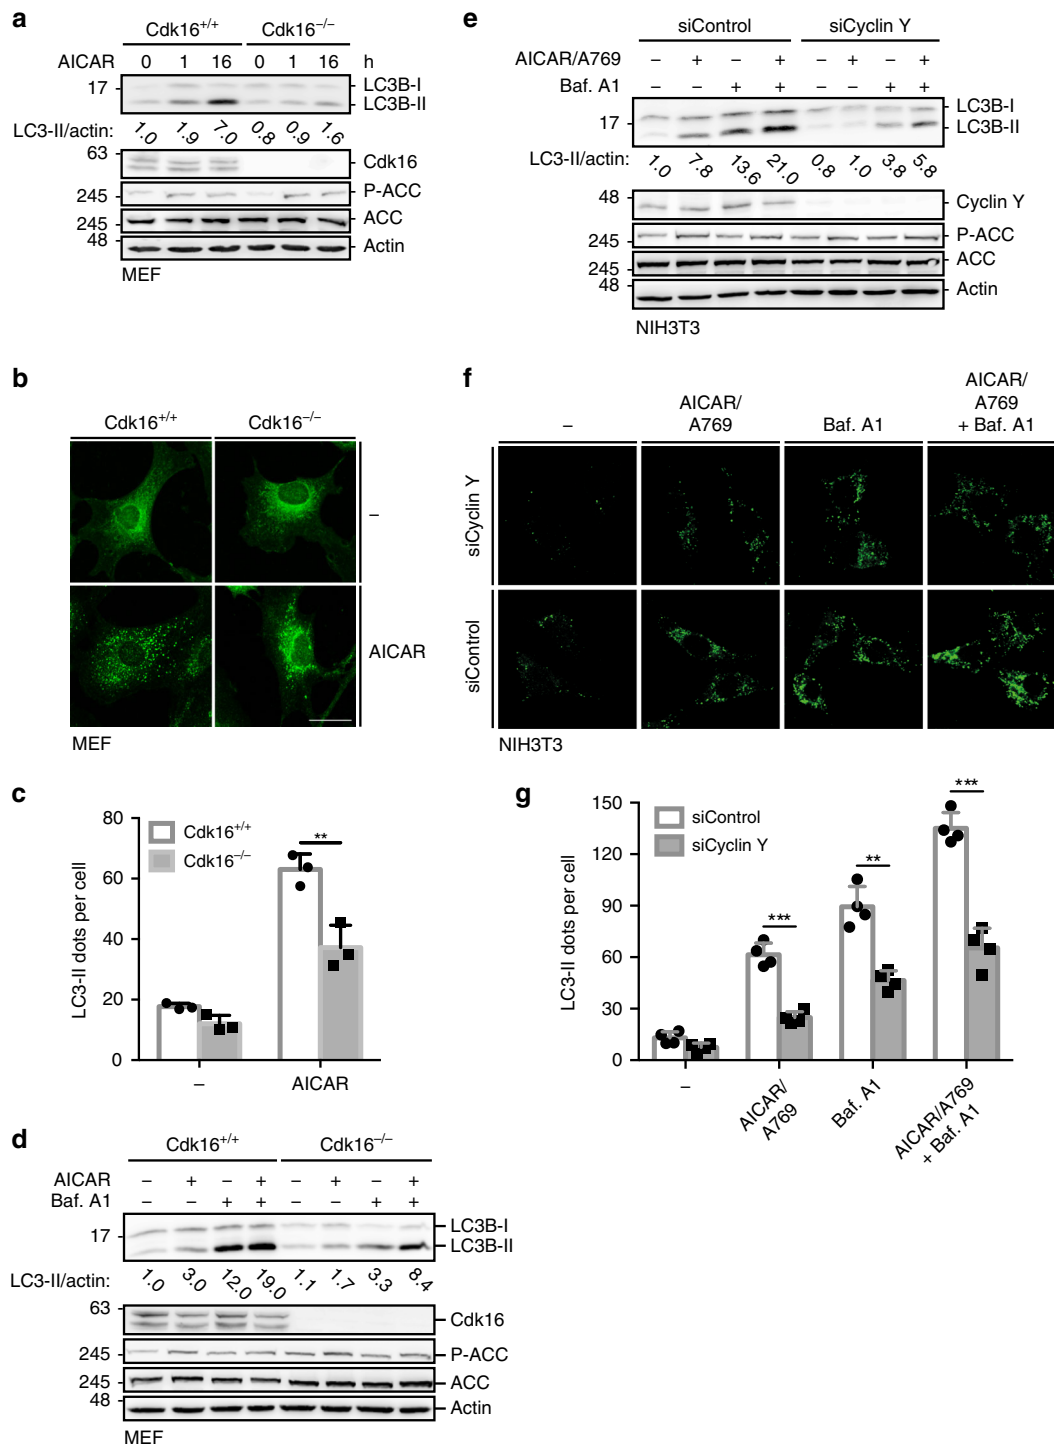 a
Cdk16+/+ Cdk16−/−
AICAR 0 1 16 0 1 16 h
17
LC3B-I
LC3B-II
LC3-II/actin: 1.0 1.9 7.0 0.8 0.9 1.6
63
Cdk16
245
P-ACC
245
ACC
48
Actin
MEF
b
Cdk16+/+ Cdk16−/−
–
AICAR
MEF
c
80
60
40
20
0
LC3-II dots per cell
Cdk16+/+
Cdk16−/−
**
– AICAR
d
Cdk16+/+ Cdk16−/−
AICAR – + – + – + – +
Baf. A1 – – + + – – + +
17
LC3B-I
LC3B-II
LC3-II/actin: 1.0 3.0 12.0 19.0 1.1 1.7 3.3 8.4
63
Cdk16
245
P-ACC
245
ACC
48
Actin
MEF
e
siControl siCyclin Y
AICAR/A769 – + – + – + – +
Baf. A1 – – + + – – + +
17
LC3B-I
LC3B-II
LC3-II/actin: 1.0 7.8 13.6 21.0 0.8 1.0 3.8 5.8
48
Cyclin Y
245
P-ACC
245
ACC
48
Actin
NIH3T3
f
– AICAR/ A769 Baf. A1 AICAR/ A769 + Baf. A1
siCyclin Y
siControl
NIH3T3
g
150
120
90
60
30
0
LC3-II dots per cell
siControl
siCyclin Y
***
**
***
–
AICAR/ A769
Baf. A1
AICAR/A769 + Baf. A1